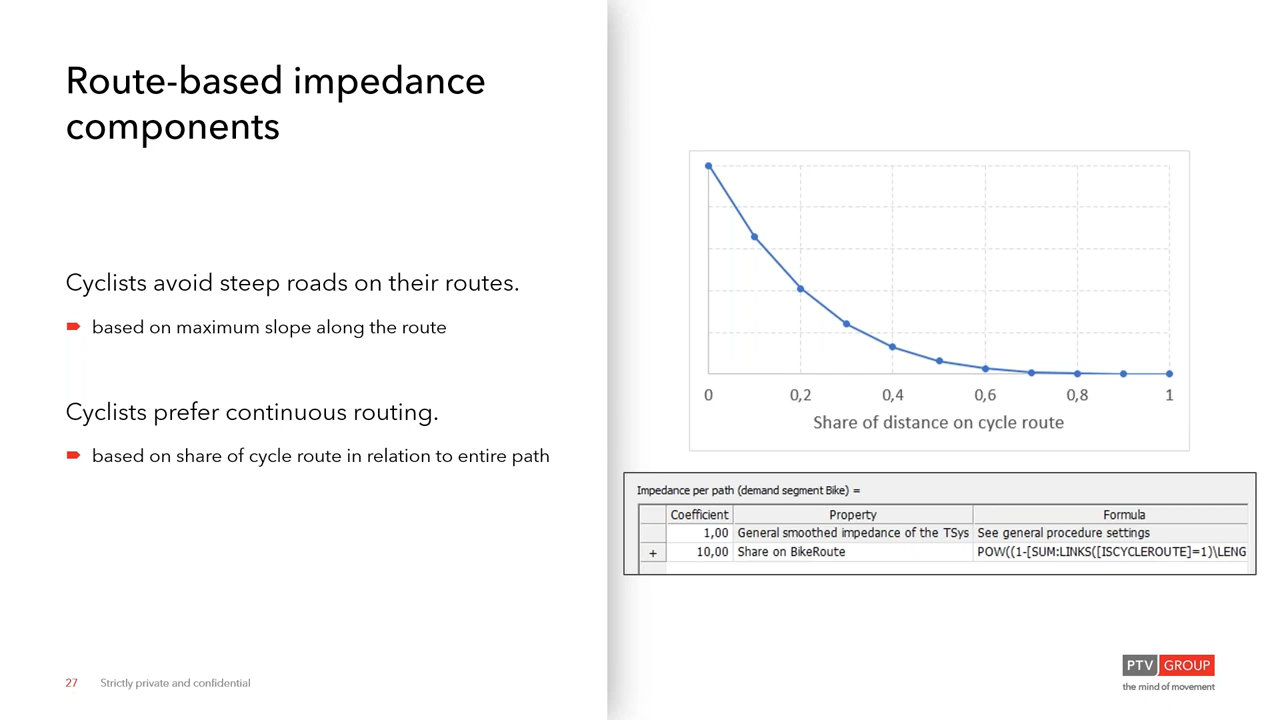 Route-based impedance
components
Cyclists avoid steep roads on their routes.
based on maximum slope along the route
Cyclists prefer continuous routing.
based on share of cycle route in relation to entire path
0 0,2 0,4 0,6 0,8 1
Share of distance on cycle route
Impedance per path (demand segment Bike) =
Coefficient Property Formula
1,00 General smoothed impedance of the TSys See general procedure settings
+ 10,00 Share on BikeRoute POW((1-[SUM:LINKS([ISCYCLEROUTE]=1)\LENG
27 Strictly private and confidential
PTV GROUP
the mind of movement